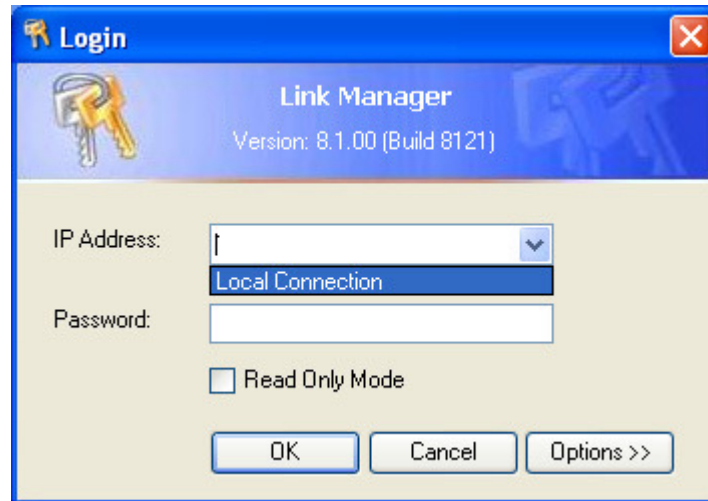 Login
Link Manager
Version: 8.1.00 (Build 8121)
IP Address:
Local Connection
Password:
Read Only Mode
OK Cancel Options >>